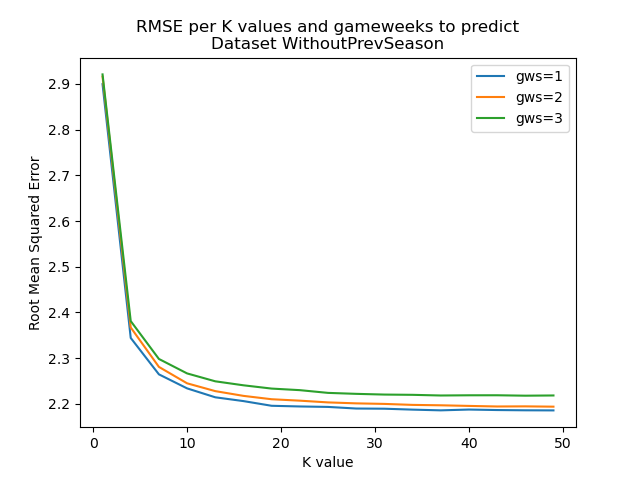 RMSE per K values and gameweeks to predict
Dataset WithoutPrevSeason
gws=1
gws=2
gws=3
Root Mean Squared Error
2.9
2.8
2.7
2.6
2.5
2.4
2.3
2.2
0 10 20 30 40 50
K value